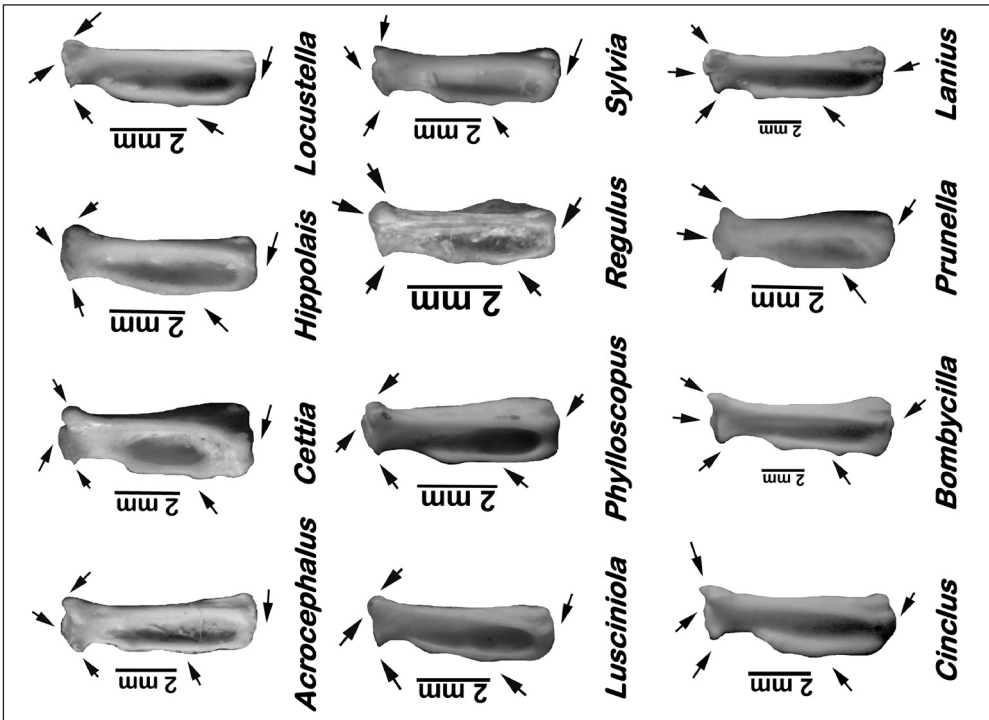 2 mm
Acrocephalus
2 mm
Cettia
2 mm
Hippolais
2 mm
Locustella
2 mm
Lusciniola
2 mm
Phylloscopus
2 mm
Regulus
2 mm
Sylvia
2 mm
Cinclus
2 mm
Bombycilla
2 mm
Prunella
2 mm
Lanius